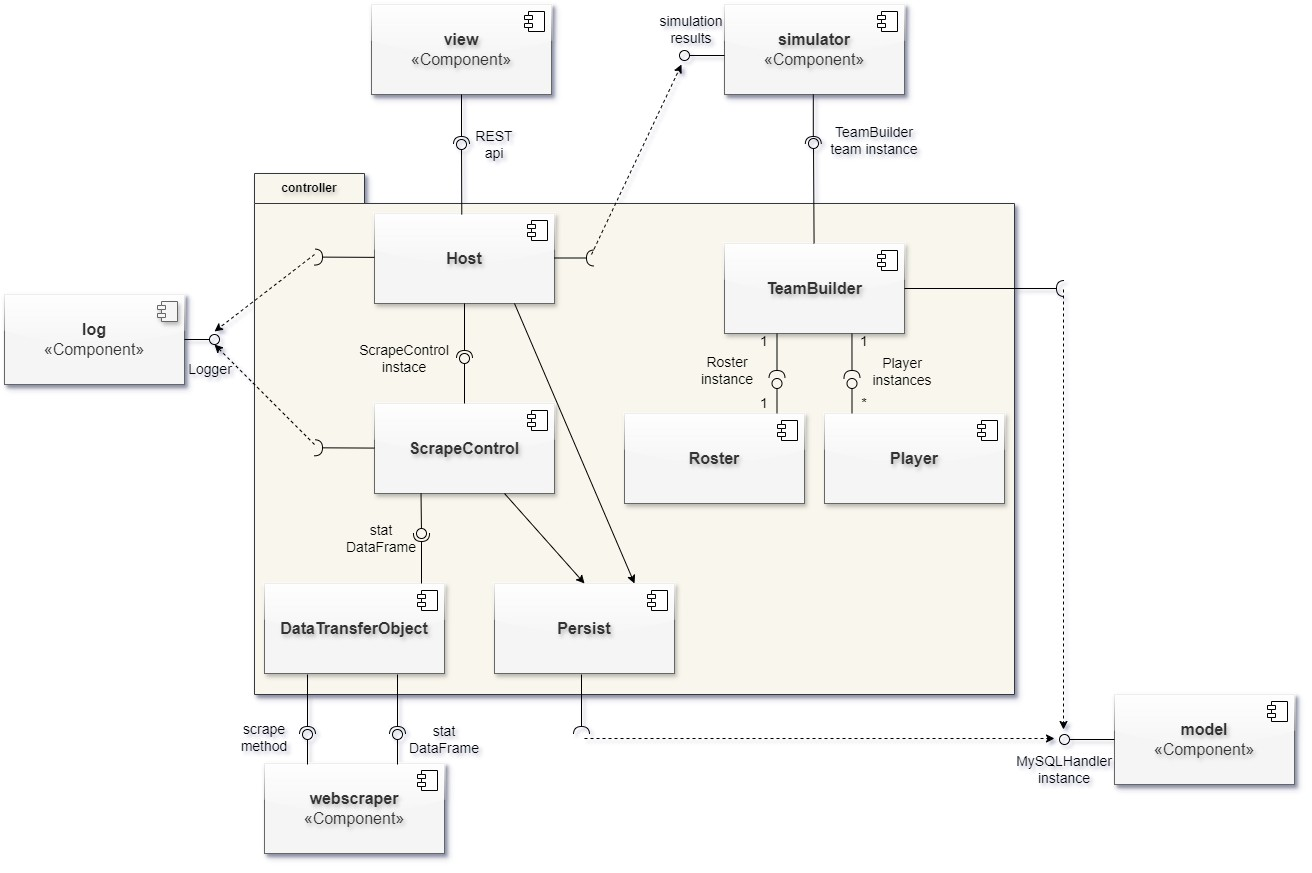 view
«Component»
simulation
results
simulator
«Component»
REST
api
TeamBuilder
team instance
controller
Host
TeamBuilder
log
«Component»
Logger
ScrapeControl
instace
1
1
Roster
instance
Player
instances
1
*
ScrapeControl
Roster
Player
stat
DataFrame
DataTransferObject
Persist
scrape
method
stat
DataFrame
model
«Component»
MySQLHandler
instance
webscraper
«Component»